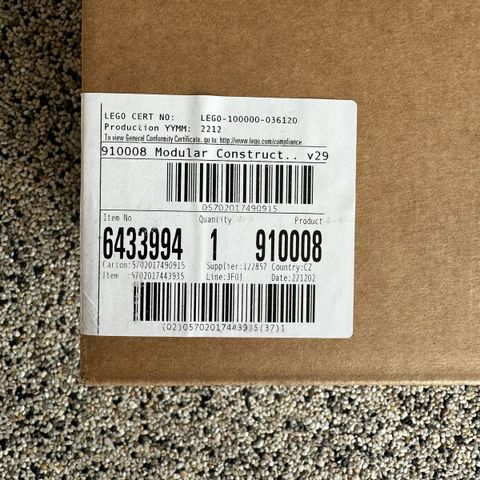 LEGO CERT NO: LEGO-100000-036120
Production YYMM: 2212
To view General Conformity Certificate, go to: http://www.lego.com/compliance
910008 Modular Construct.. v29
05702017490915
Item No Quantity Product
6433994 1 910008
Carton:5702017490915 Supplier:122857 Country:CZ
Item :5702017443935 Line:3F01 Date:221202
(02)05702017443935(37)1